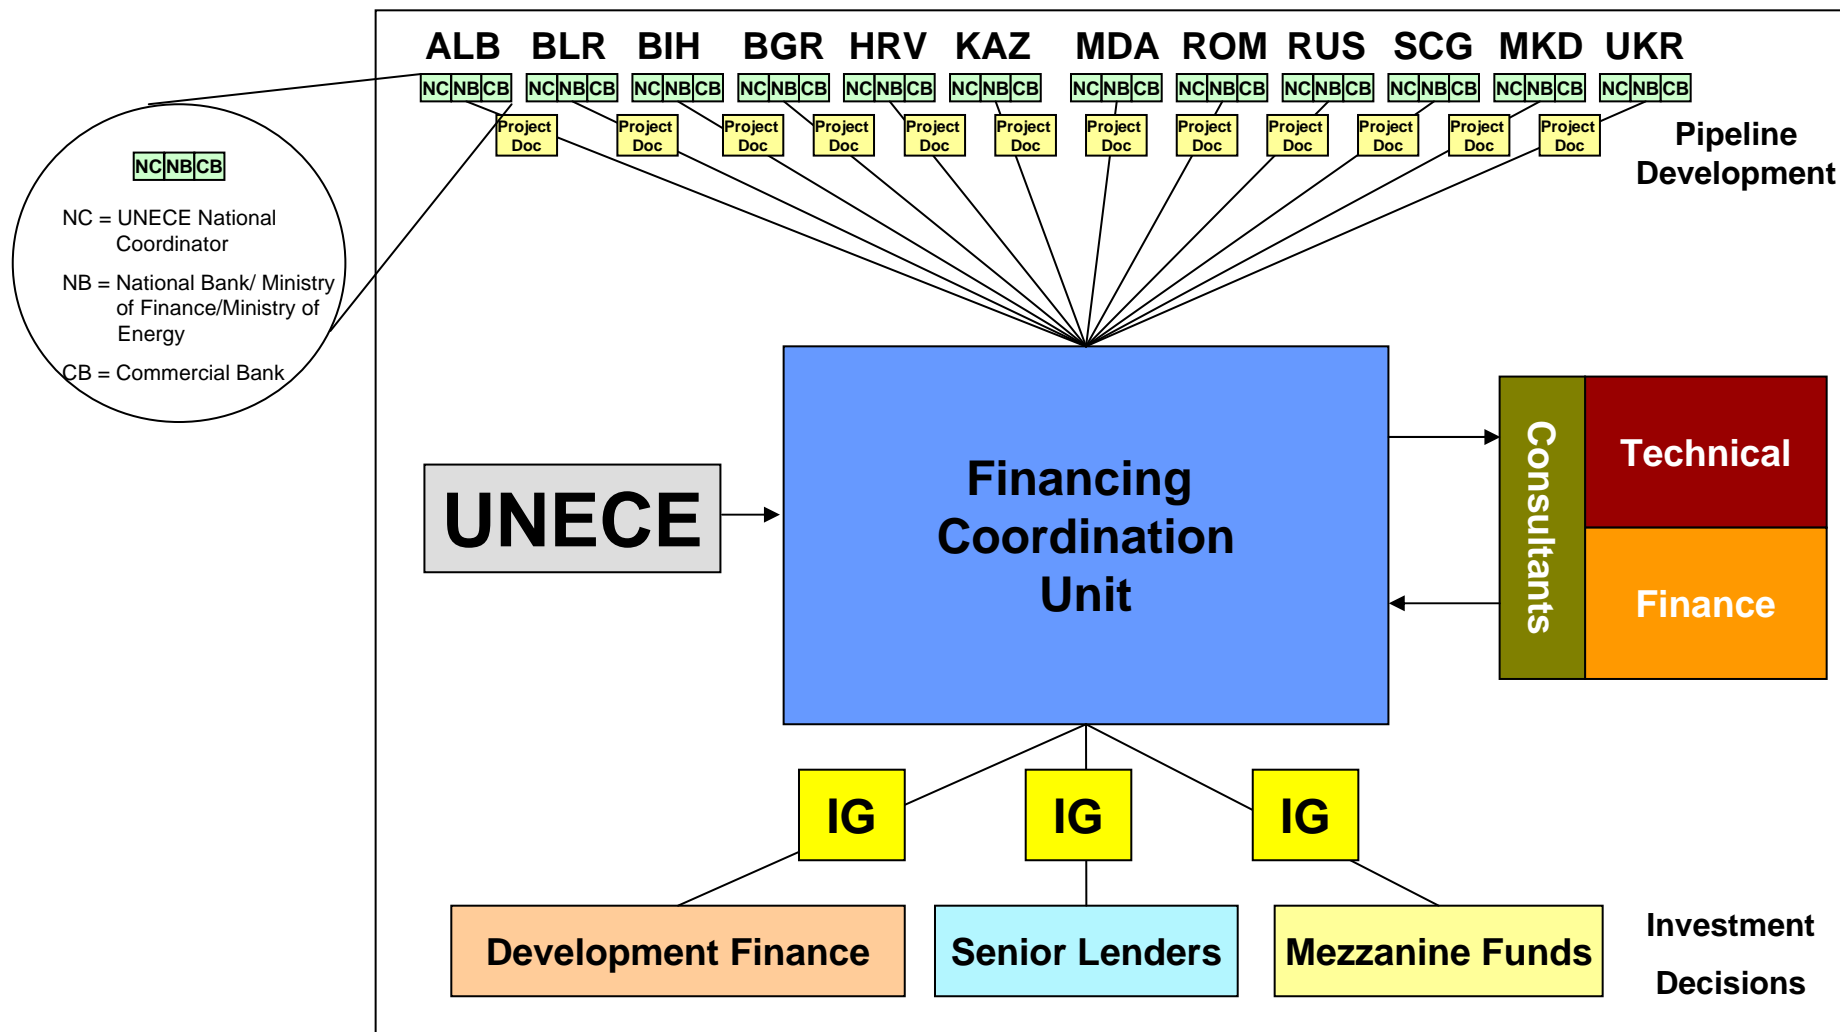 ALB BLR BIH BGR HRV KAZ MDA ROM RUS SCG MKD UKR
NC NB CB NC NB CB NC NB CB NC NB CB NC NB CB NC NB CB NC NB CB NC NB CB NC NB CB NC NB CB NC NB CB NC NB CB
Project Project Project Project Project Project Project Project Project Project Project Project
Doc Doc Doc Doc Doc Doc Doc Doc Doc Doc Doc Doc
Pipeline
Development
NC NB CB
NC = UNECE National
Coordinator
NB = National Bank/ Ministry
of Finance/Ministry of
Energy
CB = Commercial Bank
UNECE
Financing
Coordination
Unit
Consultants
Technical
Finance
IG IG IG
Development Finance
Senior Lenders
Mezzanine Funds
Investment
Decisions